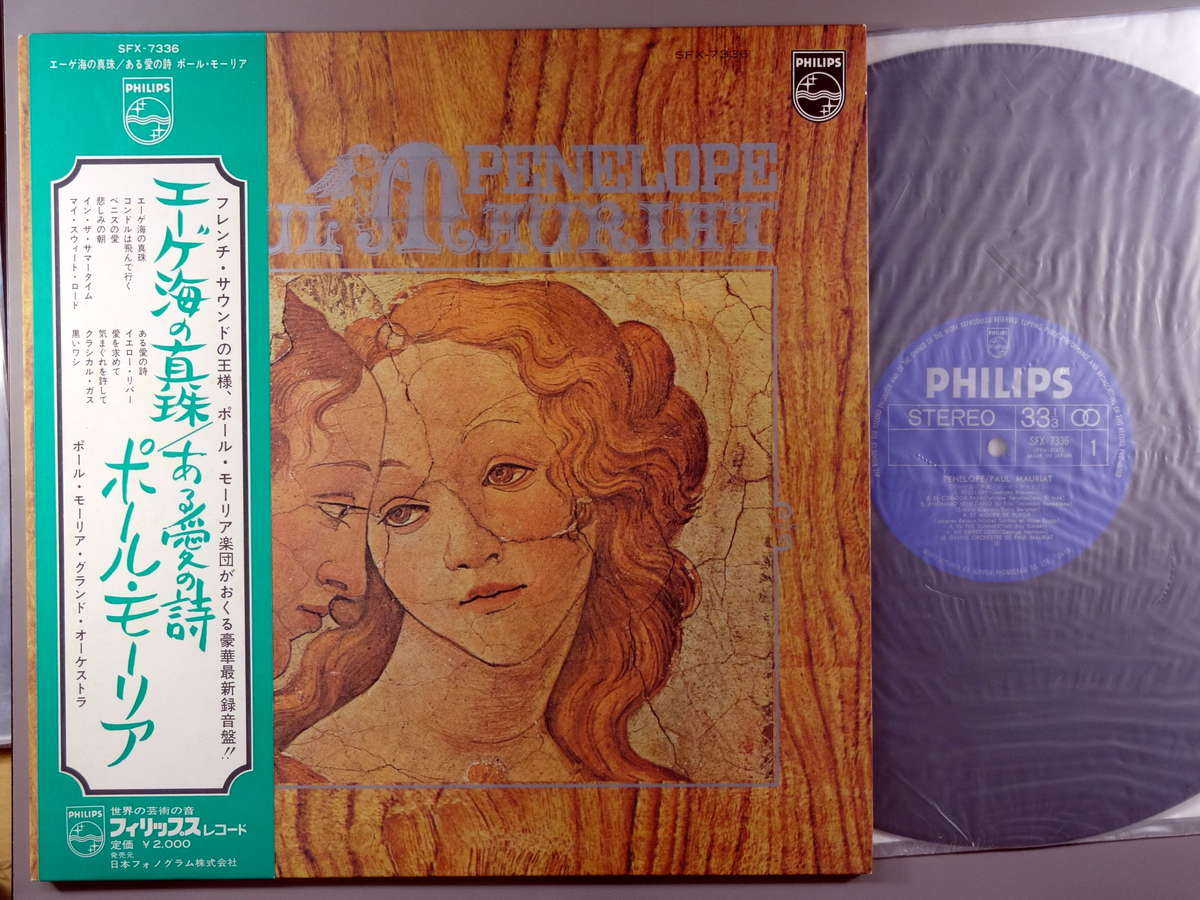 SFX-7336
エーゲ海の真珠/ある愛の詩 ポール・モーリア
PHILIPS
フレンチ・サウンドの王様、ポール・モーリア楽団がおくる豪華最新録音盤!!
エーゲ海の真珠/ある愛の詩
ポール・モーリア
エーゲ海の真珠
コンドルは飛んで行く
ベニスの愛
悲しみの朝
イン・ザ・サマータイム
マイ・スウィート・ロード
ある愛の詩
イエロー・リバー
愛を求めて
気まぐれを許して
クラシカル・ガス
黒いワシ
ポール・モーリア・グランド・オーケストラ
PHILIPS
世界の芸術の音
フィリップスレコード
定価 ¥2,000
発売元
日本フォノグラム株式会社
SFX-7336
PHILIPS
PENELOPE
MAURIAT
PHILIPS
STEREO 33 1/3
SFX-7336
MADE IN JAPAN
1
PENELOPE/PAUL MAURIAT